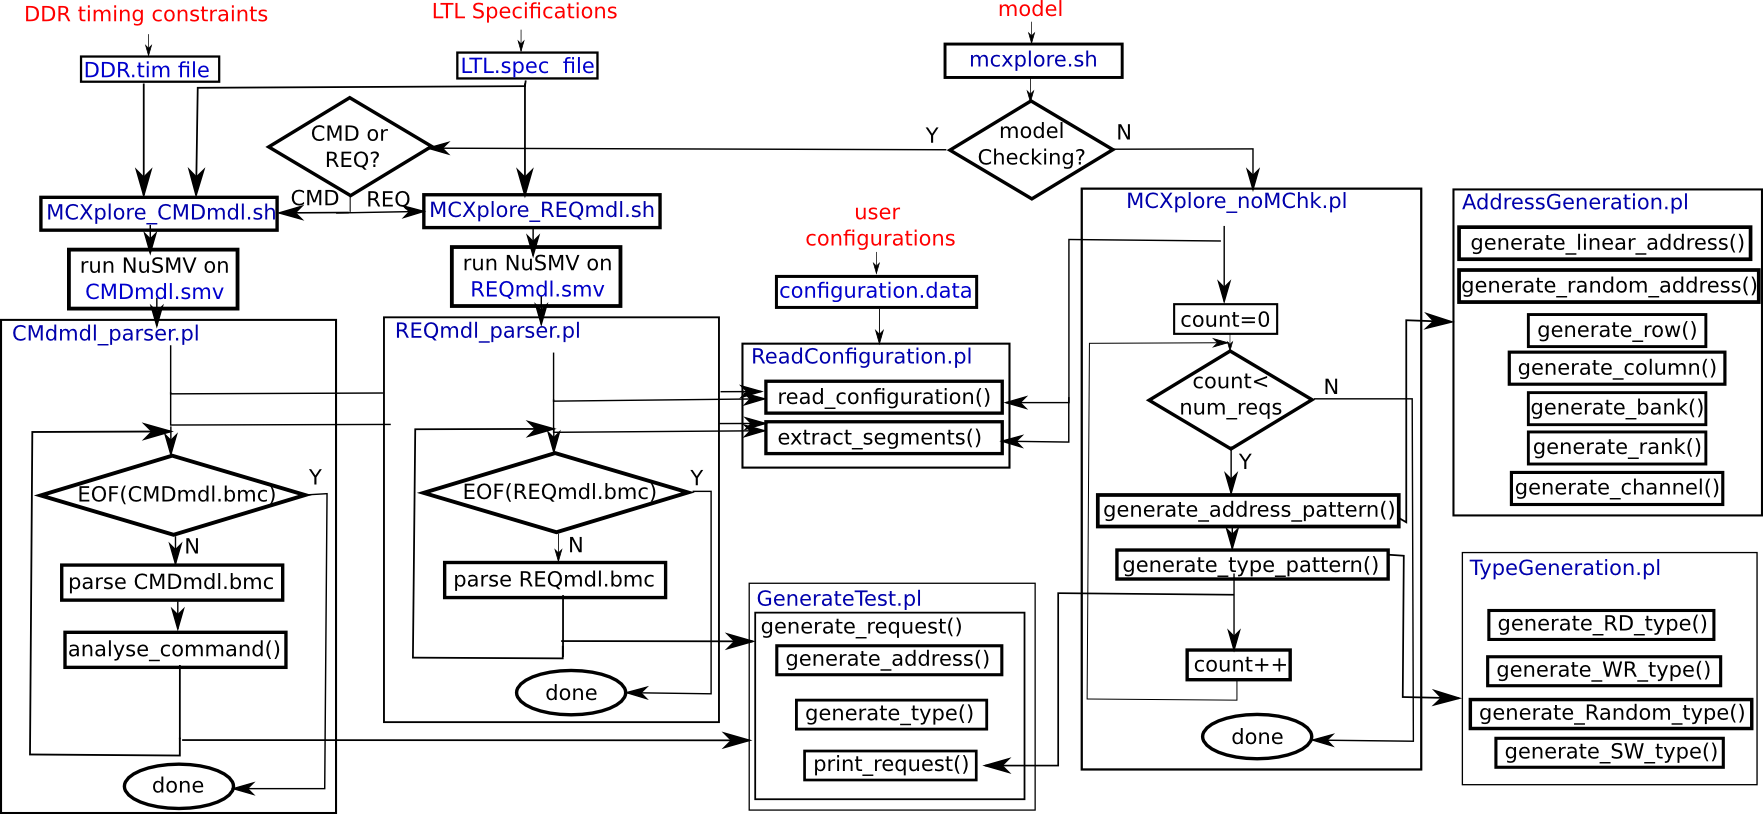 DDR timing constraints
LTL Specifications
model
DDR.tim file
LTL.spec file
mcxplore.sh
CMD or
REQ?
Y
model
Checking?
N
CMD
REQ
MCXplore_CMDmdl.sh
MCXplore_REQmdl.sh
run NuSMV on
CMDmdl.smv
run NuSMV on
REQmdl.smv
CMdmdl_parser.pl
EOF(CMDmdl.bmc)
Y
N
parse CMDmdl.bmc
analyse_command()
done
REQmdl_parser.pl
EOF(REQmdl.bmc)
Y
N
parse REQmdl.bmc
done
user
configurations
configuration.data
ReadConfiguration.pl
read_configuration()
extract_segments()
GenerateTest.pl
generate_request()
generate_address()
generate_type()
print_request()
MCXplore_noMChk.pl
count=0
count<
num_reqs
N
Y
generate_address_pattern()
generate_type_pattern()
count++
done
AddressGeneration.pl
generate_linear_address()
generate_random_address()
generate_row()
generate_column()
generate_bank()
generate_rank()
generate_channel()
TypeGeneration.pl
generate_RD_type()
generate_WR_type()
generate_Random_type()
generate_SW_type()